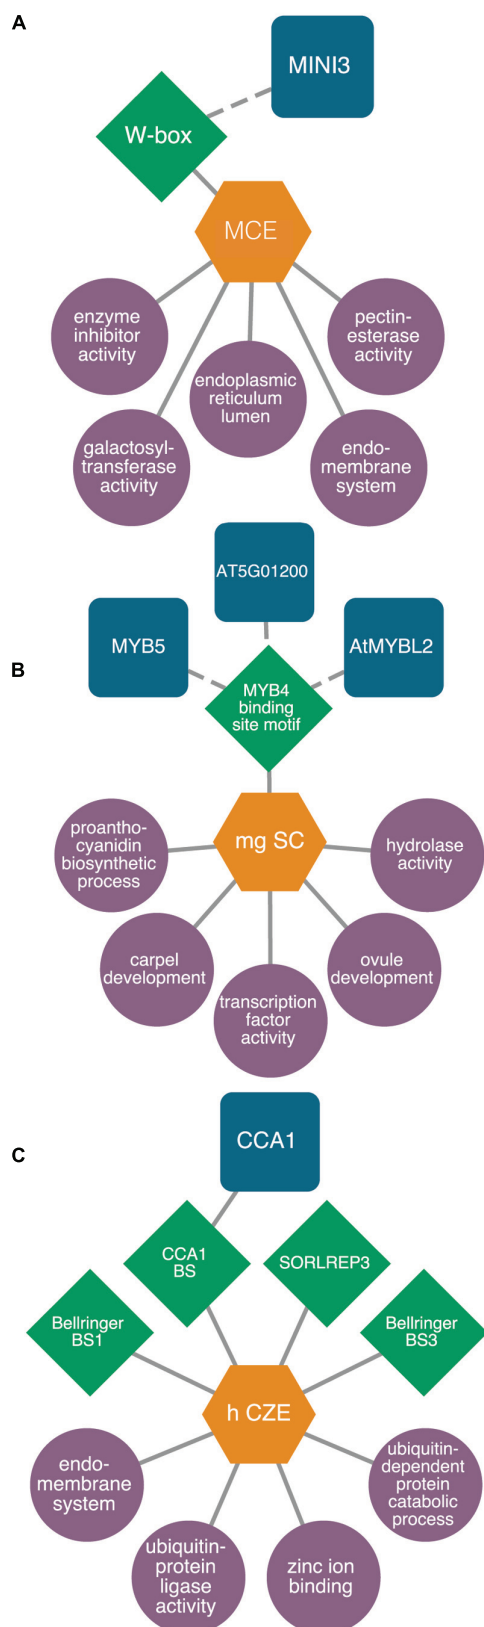 A
MINI3
W-box
MCE
enzyme
inhibitor
activity
pectin-
esterase
activity
endoplasmic
reticulum
lumen
galactosyl-
transferase
activity
endo-
membrane
system
B
AT5G01200
MYB5
AtMYBL2
MYB4
binding
site motif
mg SC
proantho-
cyanidin
biosynthetic
process
hydrolase
activity
carpel
development
ovule
development
transcription
factor
activity
C
CCA1
CCA1
BS
SORLREP3
Bellringer
BS1
Bellringer
BS3
h CZE
endo-
membrane
system
ubiquitin-
dependent
protein
catabolic
process
ubiquitin-
protein
ligase
activity
zinc ion
binding